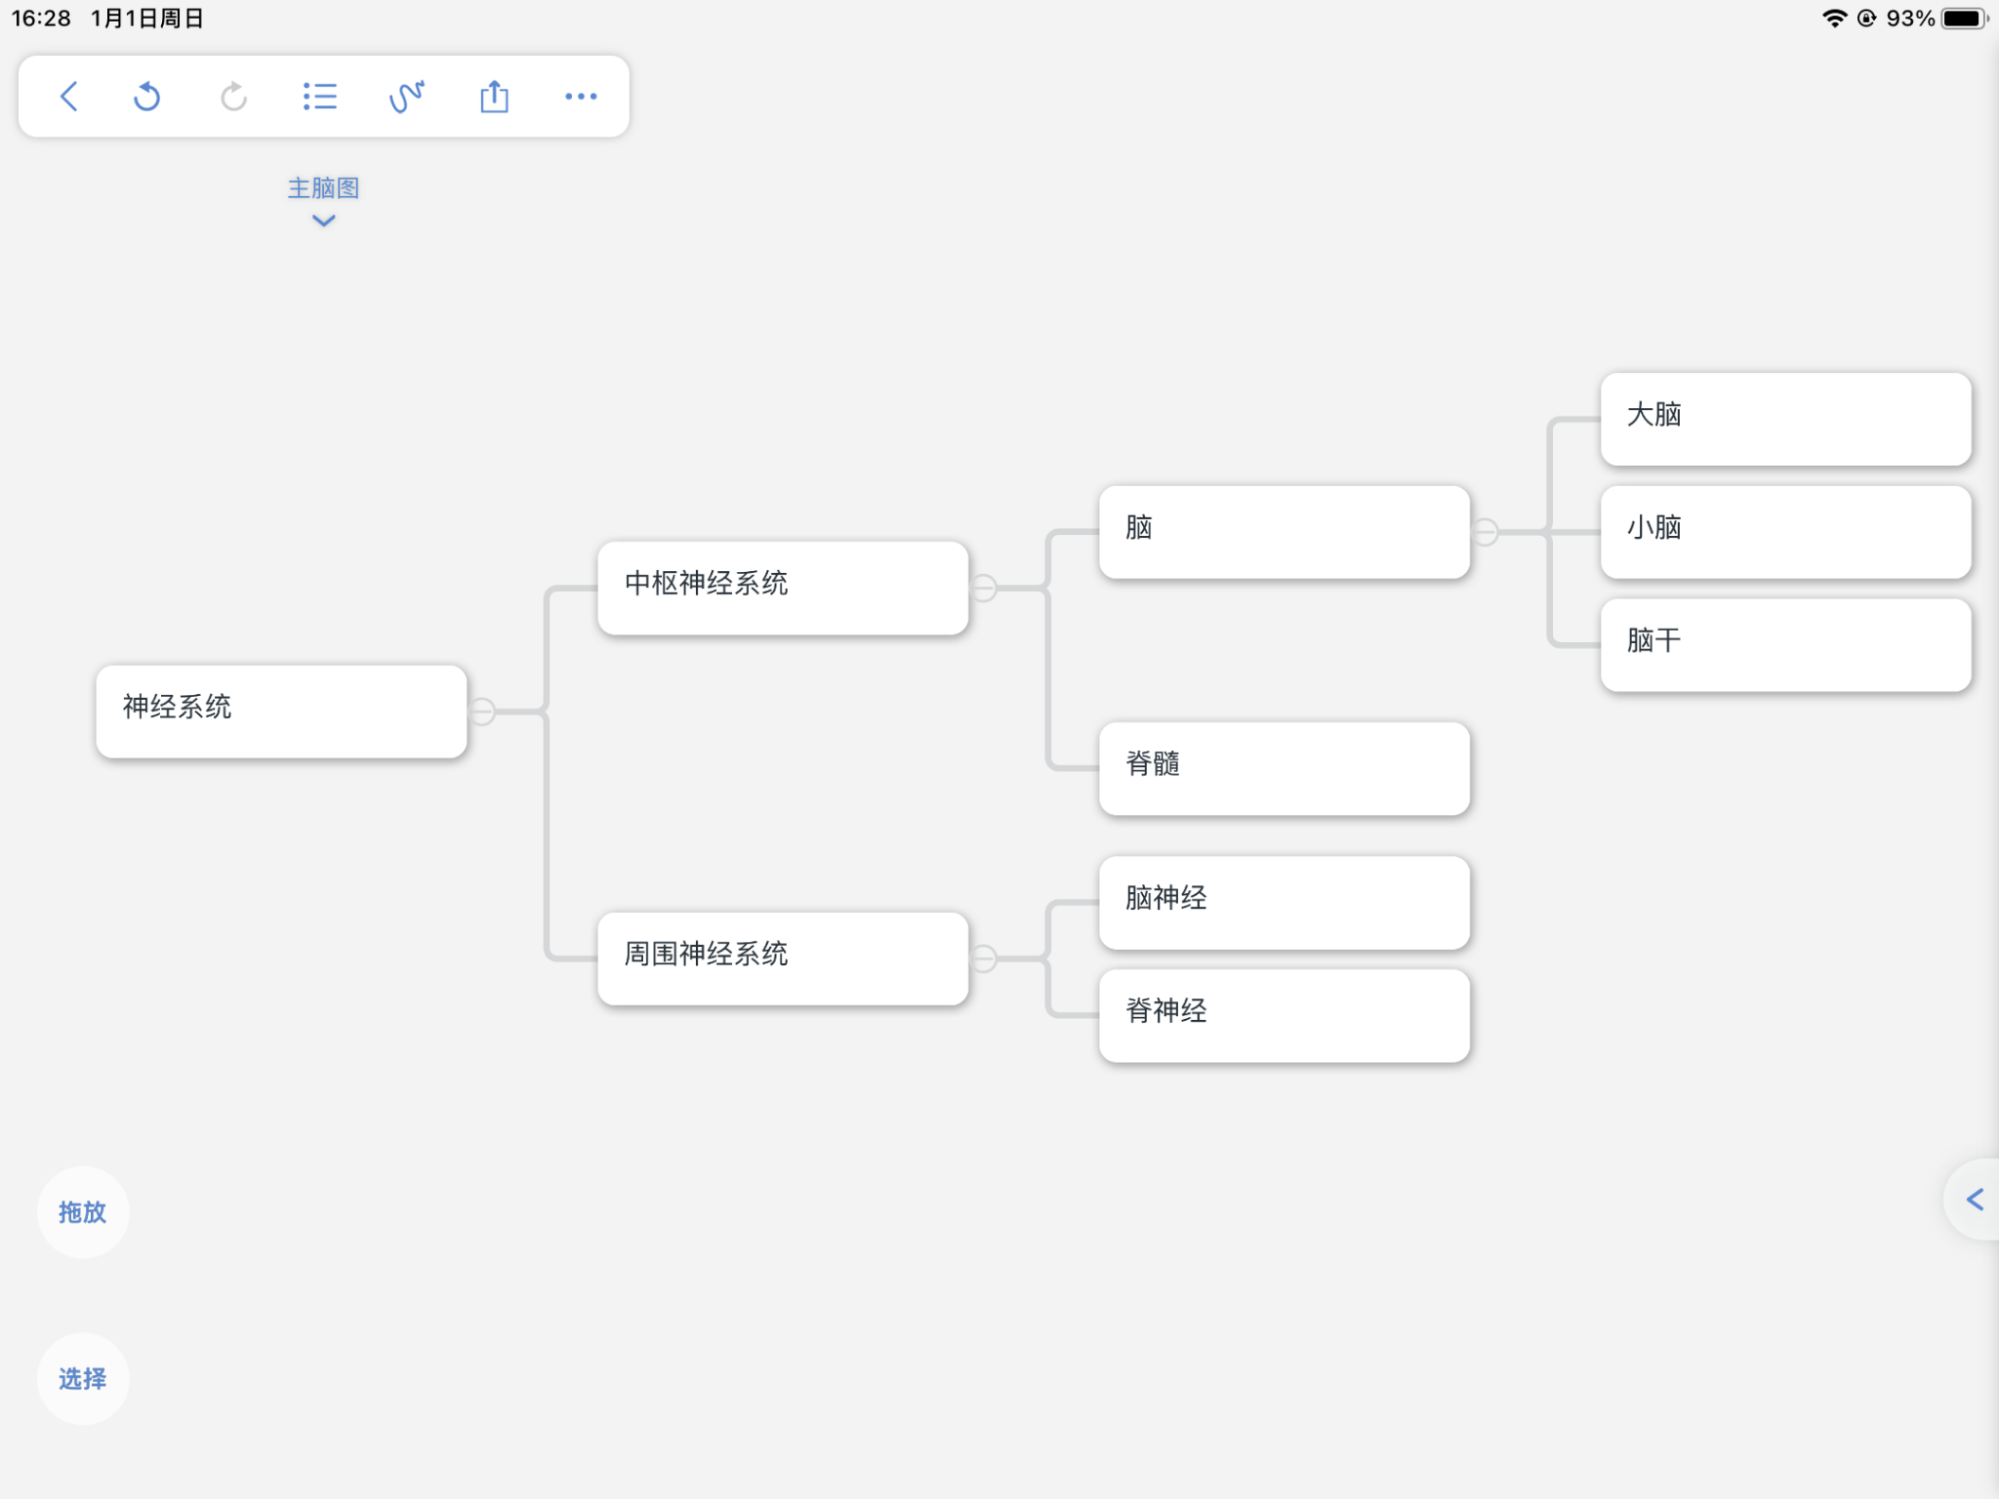 16:28 1月1日周日
93%
主脑图
神经系统
中枢神经系统
脑
大脑
小脑
脑干
脊髓
周围神经系统
脑神经
脊神经
拖放
选择